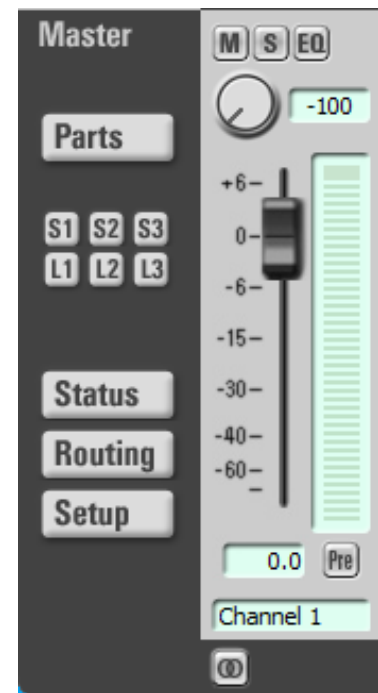 Master
Parts
S1 S2 S3
L1 L2 L3
Status
Routing
Setup
M S EQ
-100
+6
0
-6
-15
-30
-40
-60
0.0 Pre
Channel 1